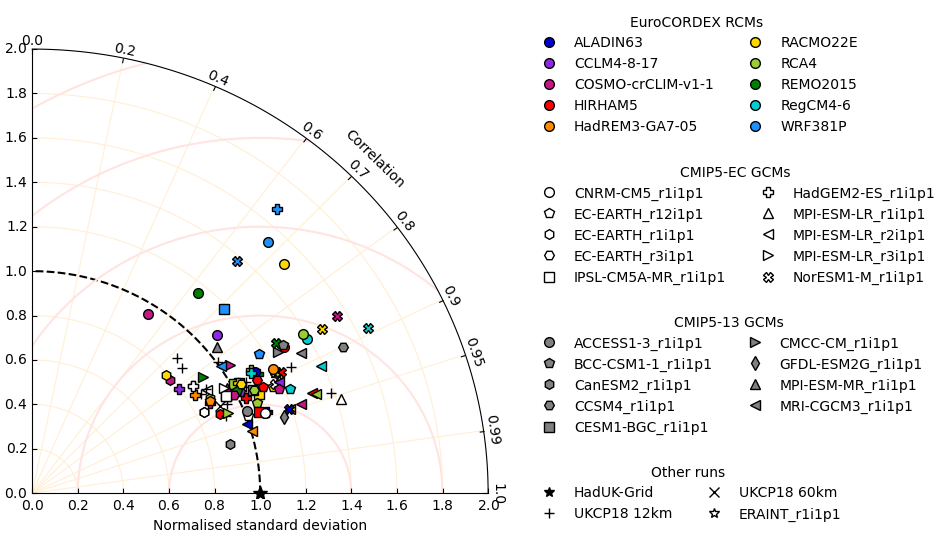 0.0
0.2
0.4
0.6
Correlation
0.7
0.8
0.9
0.95
0.99
1.0
2.0
1.8
1.6
1.4
1.2
1.0
0.8
0.6
0.4
0.2
0.0
0.0 0.2 0.4 0.6 0.8 1.0 1.2 1.4 1.6 1.8 2.0
Normalised standard deviation
EuroCORDEX RCMs
ALADIN63 RACMO22E
CCLM4-8-17 RCA4
COSMO-crCLIM-v1-1 REMO2015
HIRHAM5 RegCM4-6
HadREM3-GA7-05 WRF381P
CMIP5-EC GCMs
CNRM-CM5_r1i1p1 HadGEM2-ES_r1i1p1
EC-EARTH_r12i1p1 MPI-ESM-LR_r1i1p1
EC-EARTH_r1i1p1 MPI-ESM-LR_r2i1p1
EC-EARTH_r3i1p1 MPI-ESM-LR_r3i1p1
IPSL-CM5A-MR_r1i1p1 NorESM1-M_r1i1p1
CMIP5-13 GCMs
ACCESS1-3_r1i1p1 CMCC-CM_r1i1p1
BCC-CSM1-1_r1i1p1 GFDL-ESM2G_r1i1p1
CanESM2_r1i1p1 MPI-ESM-MR_r1i1p1
CCSM4_r1i1p1 MRI-CGCM3_r1i1p1
CESM1-BGC_r1i1p1
Other runs
HadUK-Grid UKCP18 60km
UKCP18 12km ERAINT_r1i1p1